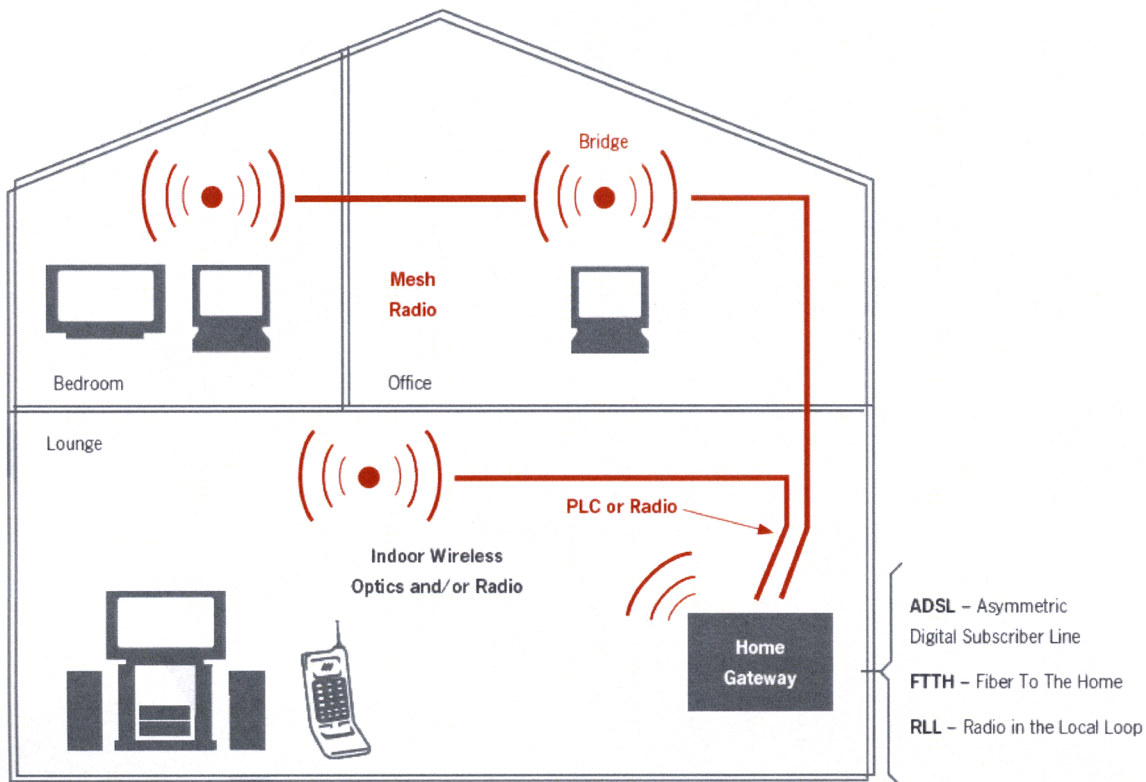 Bridge
Mesh
Radio
Bedroom
Office
Lounge
PLC or Radio
Indoor Wireless
Optics and/or Radio
Home
Gateway
ADSL – Asymmetric
Digital Subscriber Line
FTTH – Fiber To The Home
RLL – Radio in the Local Loop